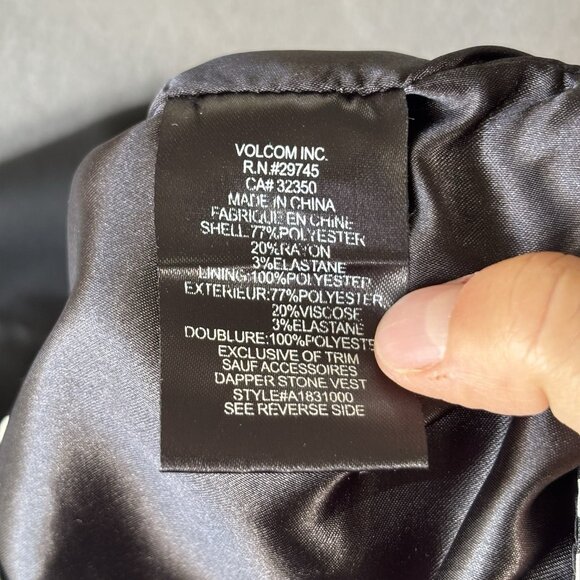 VOLCOM INC.
R.N.#29745
CA# 32350
MADE IN CHINA
FABRIQUE EN CHINE
SHELL:77%POLYESTER
20%RAYON
3%ELASTANE
LINING:100%POLYESTER
EXTERIEUR:77%POLYESTER
20%VISCOSE
3%ELASTANE
DOUBLURE:100%POLYESTE
EXCLUSIVE OF TRIM
SAUF ACCESSOIRES
DAPPER STONE VEST
STYLE#A1831000
SEE REVERSE SIDE